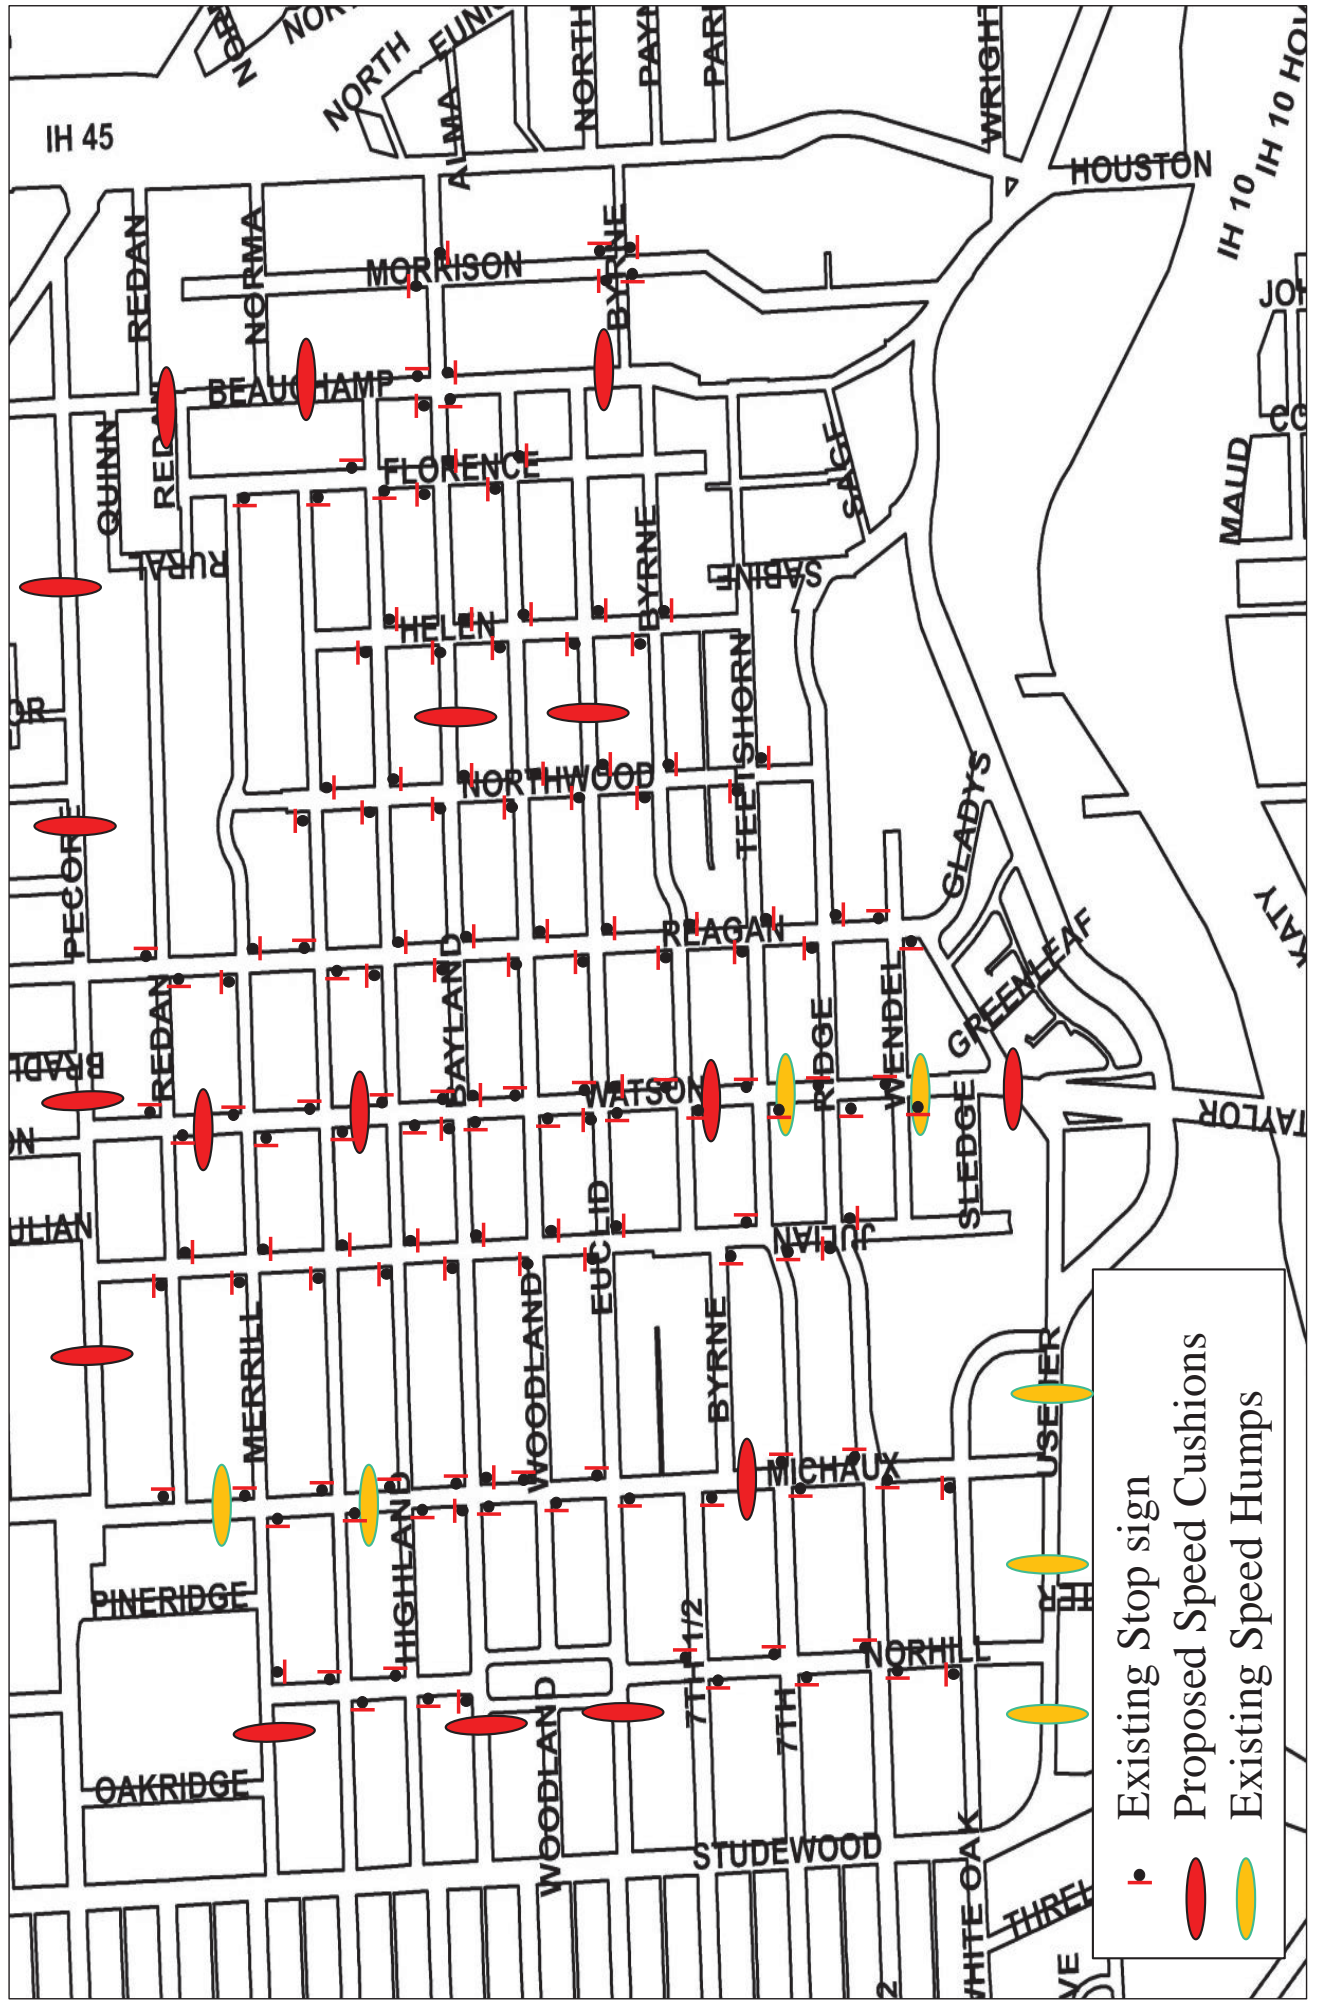 IH 45
NORTH
ALMA
NORTH
WRIGHT
HOUSTON
IH 10
IH 10
REDAN
NORMA
MORRISON
BYRNE
BEAUCHAMP
QUINN
FLORENCE
SAGE
MAUD
RURAL
BYRNE
SABINE
HELEN
TEETSHORN
NORTHWOOD
GLADYS
PECORE
REAGAN
KATY
GREENLEAF
REDAN
BAYLAND
RIDGE
WENDEL
WATSON
SLEDGE
TAYLOR
JULIAN
EUCLID
MERRILL
WOODLAND
BYRNE
USENER
MICHAUX
HIGHLAND
PINERIDGE
7TH 1/2
NORHILL
7TH
WOODLAND
OAKRIDGE
STUDEWOOD
WHITE OAK
Existing Stop sign
Proposed Speed Cushions
Existing Speed Humps